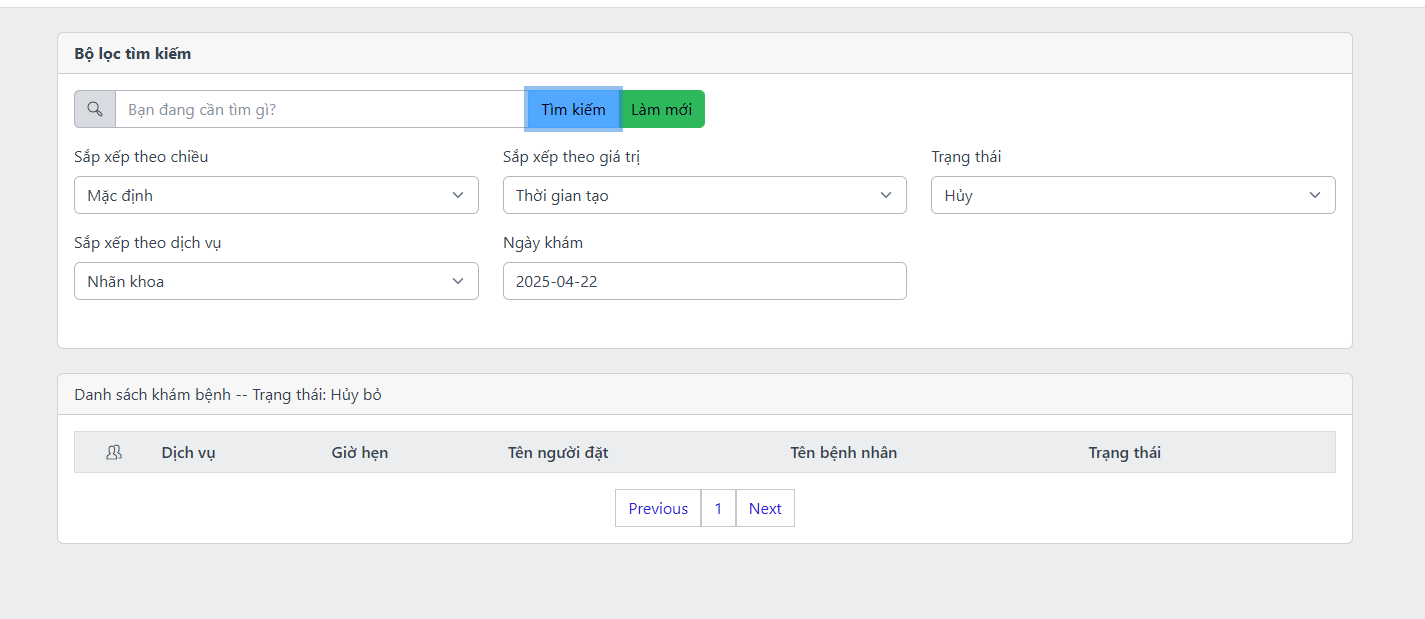 Bộ lọc tìm kiếm
Bạn đang cần tìm gì? Tìm kiếm Làm mới
Sắp xếp theo chiều Sắp xếp theo giá trị Trạng thái
Mặc định Thời gian tạo Hủy
Sắp xếp theo dịch vụ Ngày khám
Nhãn khoa 2025-04-22
Danh sách khám bệnh -- Trạng thái: Hủy bỏ
Dịch vụ Giờ hẹn Tên người đặt Tên bệnh nhân Trạng thái
Previous 1 Next